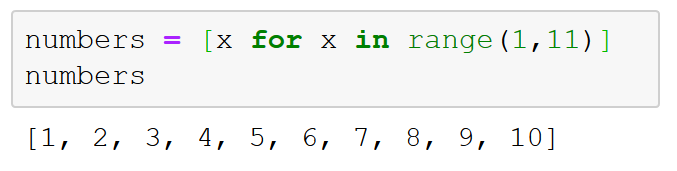 numbers = [x for x in range(1,11)]
numbers
[1, 2, 3, 4, 5, 6, 7, 8, 9, 10]